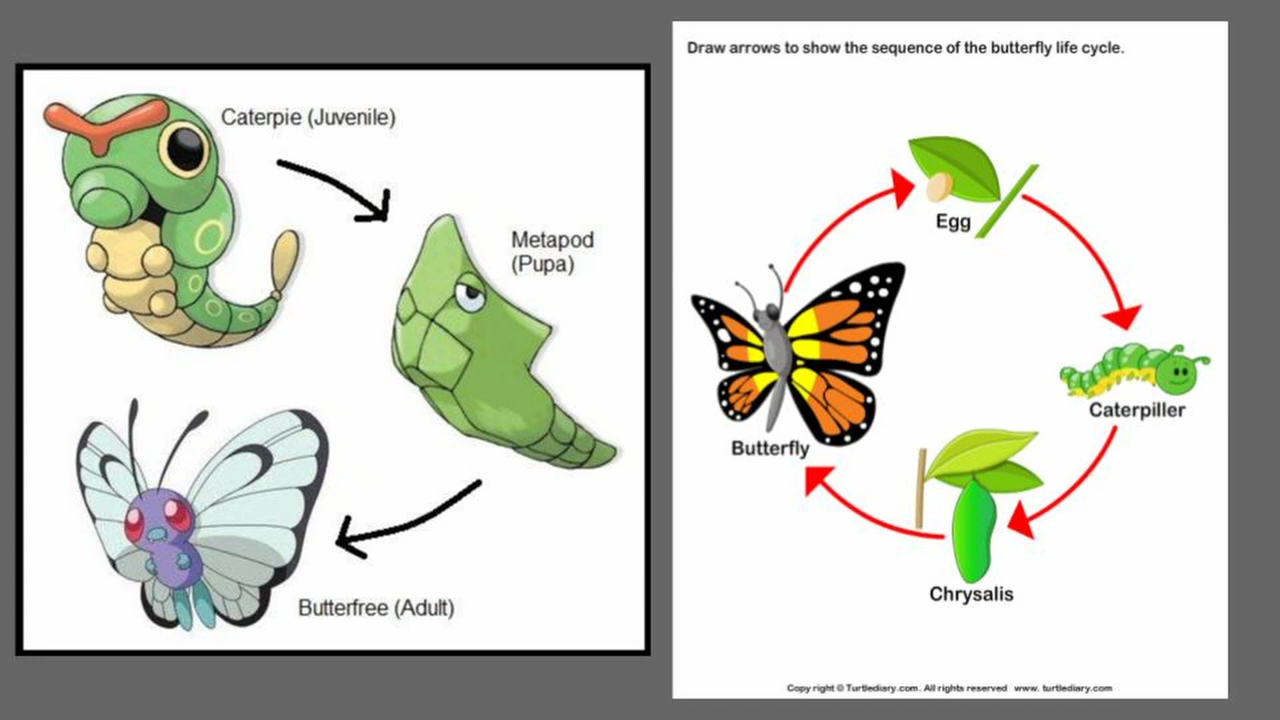 Caterpie (Juvenile)
Metapod
(Pupa)
Butterfree (Adult)
Draw arrows to show the sequence of the butterfly life cycle.
Egg
Caterpiller
Butterfly
Chrysalis
Copy right © Turtlediary.com. All rights reserved www. turtlediary.com